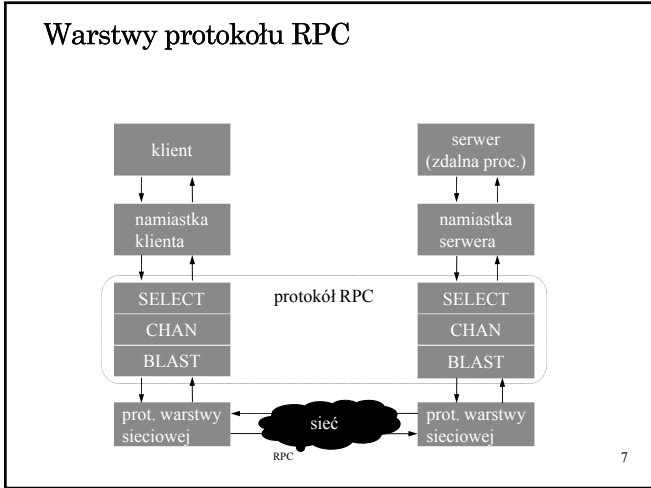 Warstwy protokołu RPC
klient
serwer
(zdalna proc.)
namiastka
klienta
namiastka
serwera
protokół RPC
SELECT
CHAN
BLAST
SELECT
CHAN
BLAST
prot. warstwy
sieciowej
sieć
prot. warstwy
sieciowej
RPC
7